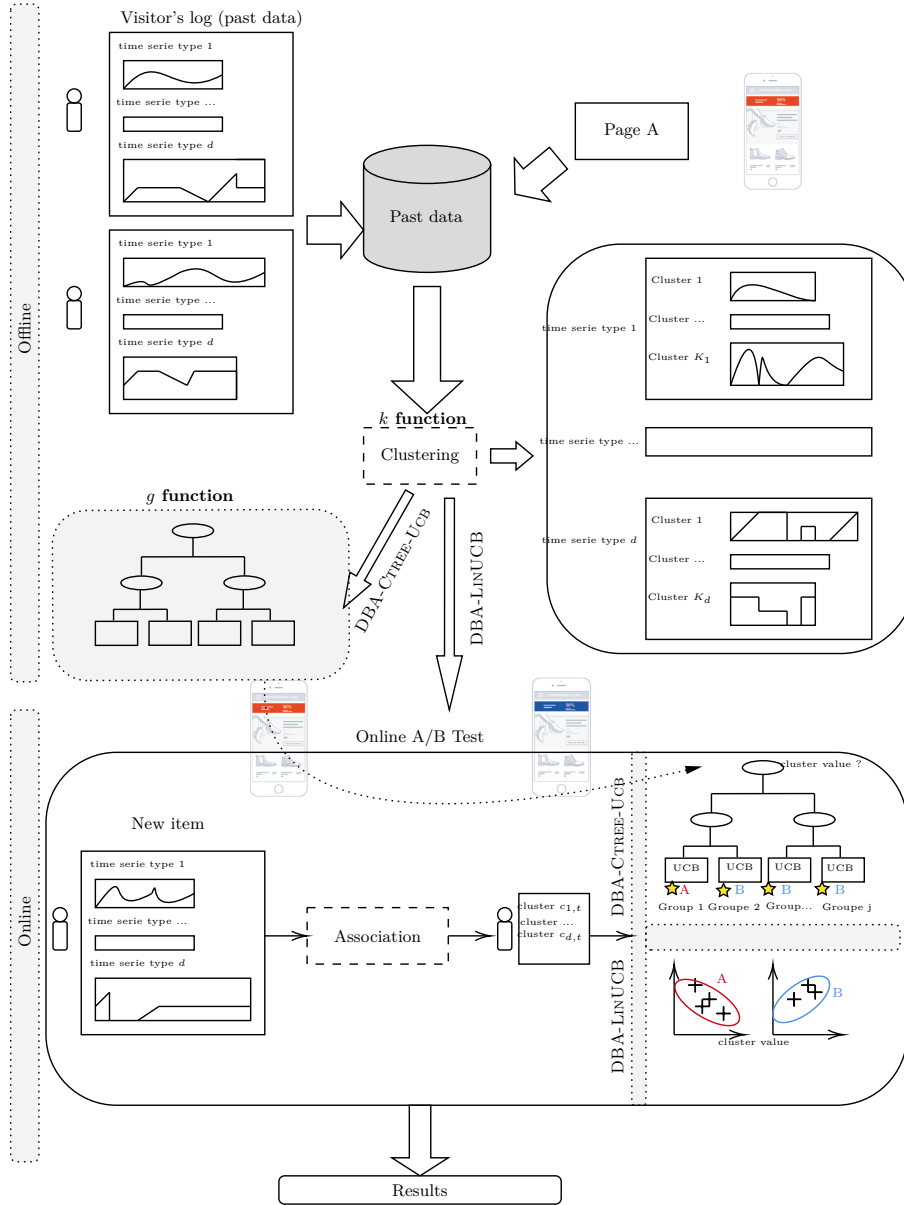 Visitor's log (past data)
time serie type 1
time serie type ...
time serie type d
Page A
Past data
time serie type 1
time serie type ...
time serie type d
Offline
time serie type 1
Cluster 1
Cluster ...
Cluster K1
k function
Clustering
time serie type ...
g function
DBA-CTREE-UCB
DBA-LINUCB
time serie type d
Cluster 1
Cluster ...
Cluster Kd
50%
50%
50%
Online A/B Test
Online
cluster value ?
New item
time serie type 1
time serie type ...
time serie type d
Association
cluster c1,t
cluster ...
cluster cd,t
DBA-CTREE-UCB
UCB UCB UCB UCB
A B B B
Group 1 Groupe 2 Group... Groupe j
DBA-LINUCB
A
B
cluster value
Results